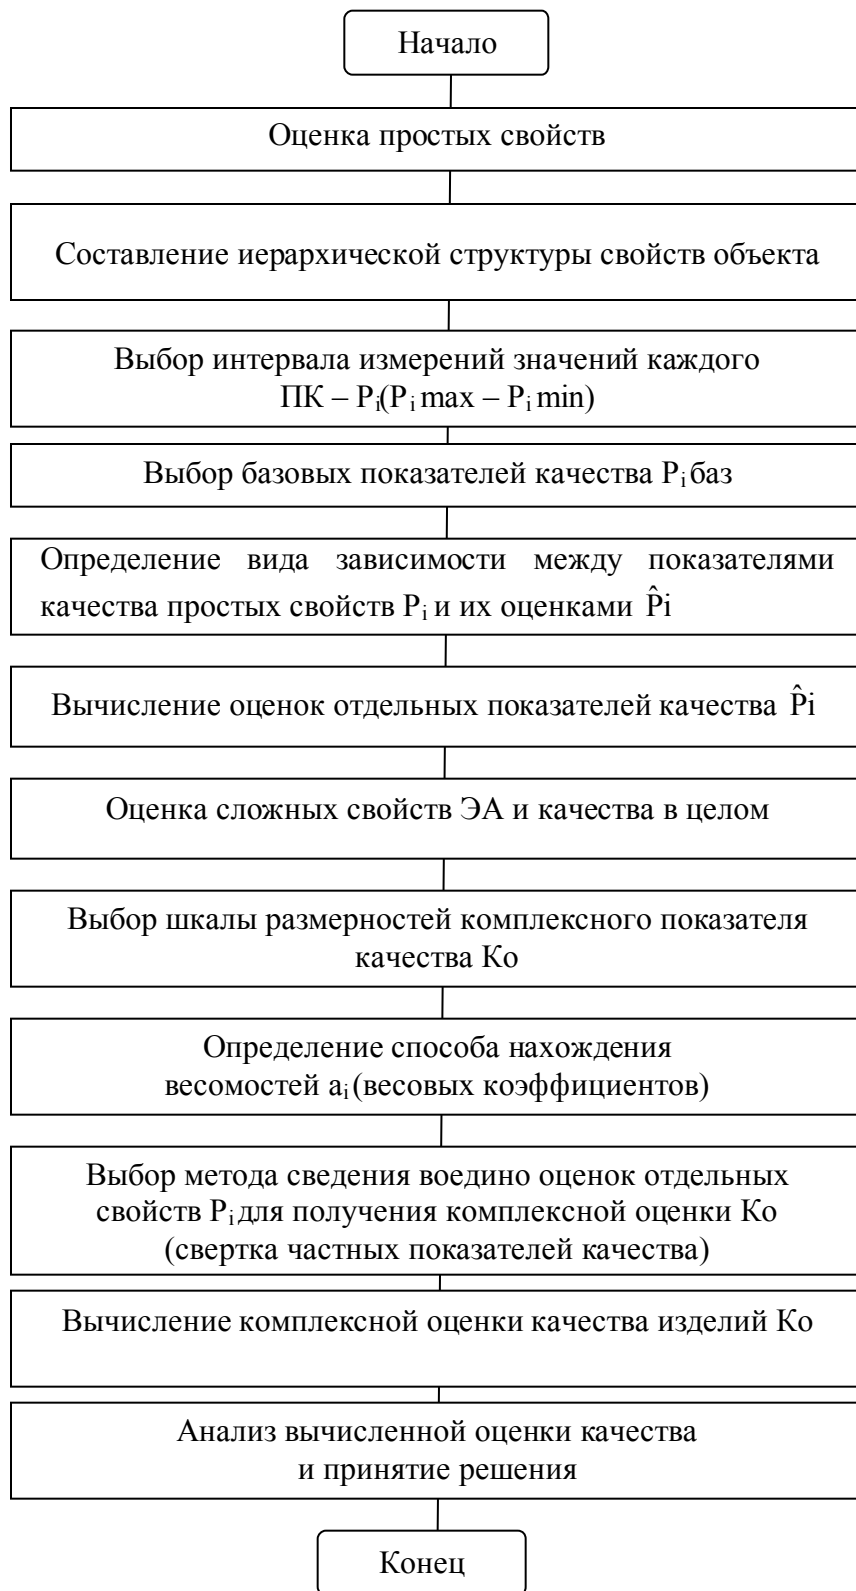 Начало
Оценка простых свойств
Составление иерархической структуры свойств объекта
Выбор интервала измерений значений каждого
ПК – Pᵢ(Pᵢ max – Pᵢ min)
Выбор базовых показателей качества Pᵢ баз
Определение вида зависимости между показателями
качества простых свойств Pᵢ и их оценками P̂i
Вычисление оценок отдельных показателей качества P̂i
Оценка сложных свойств ЭА и качества в целом
Выбор шкалы размерностей комплексного показателя
качества Ко
Определение способа нахождения
весомостей aᵢ (весовых коэффициентов)
Выбор метода сведения воедино оценок отдельных
свойств Pᵢ для получения комплексной оценки Ко
(свертка частных показателей качества)
Вычисление комплексной оценки качества изделий Ко
Анализ вычисленной оценки качества
и принятие решения
Конец